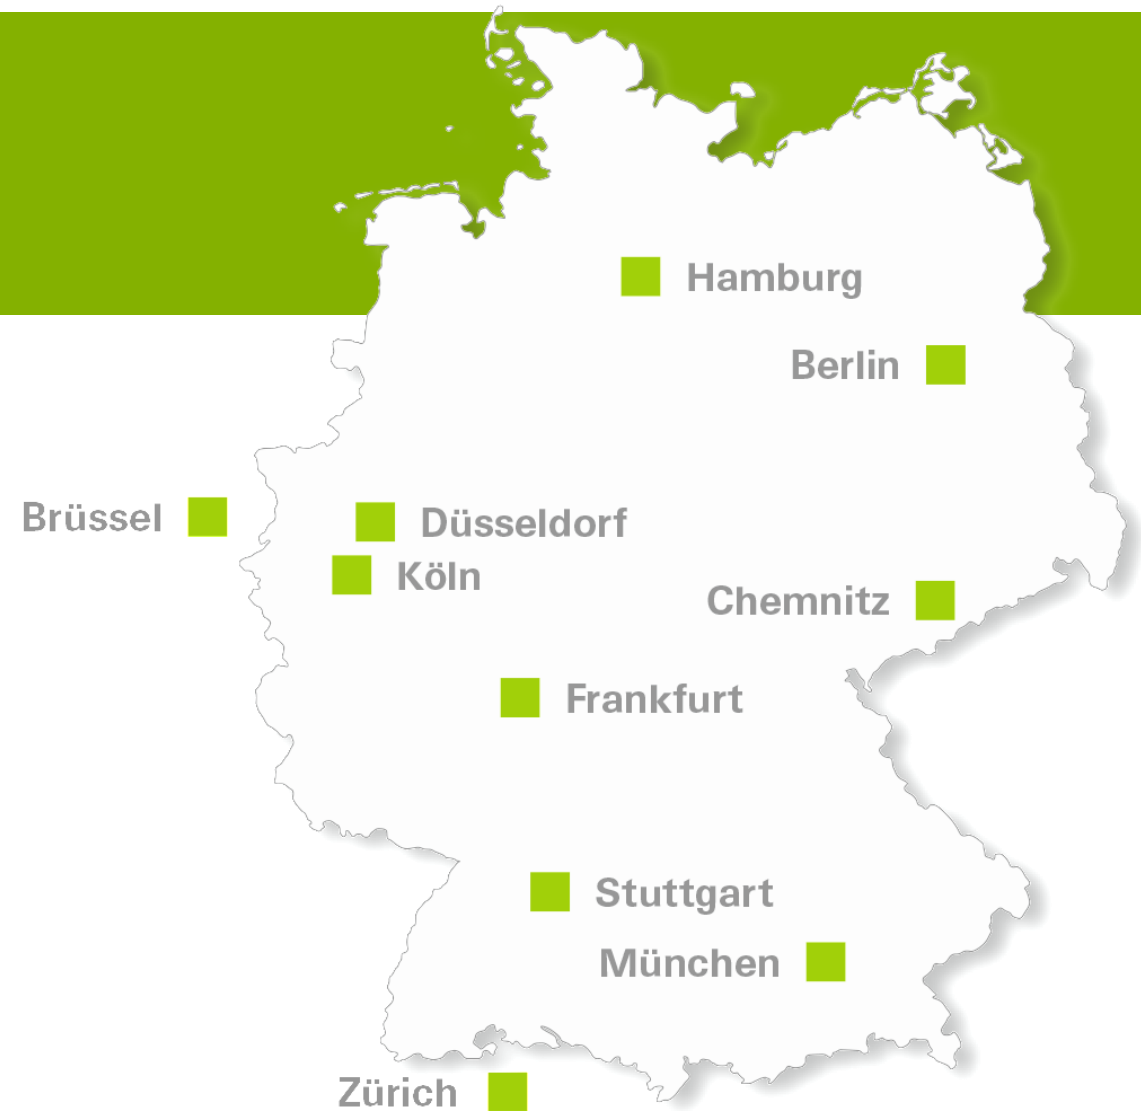 Hamburg
Berlin
Brüssel
Düsseldorf
Köln
Chemnitz
Frankfurt
Stuttgart
München
Zürich